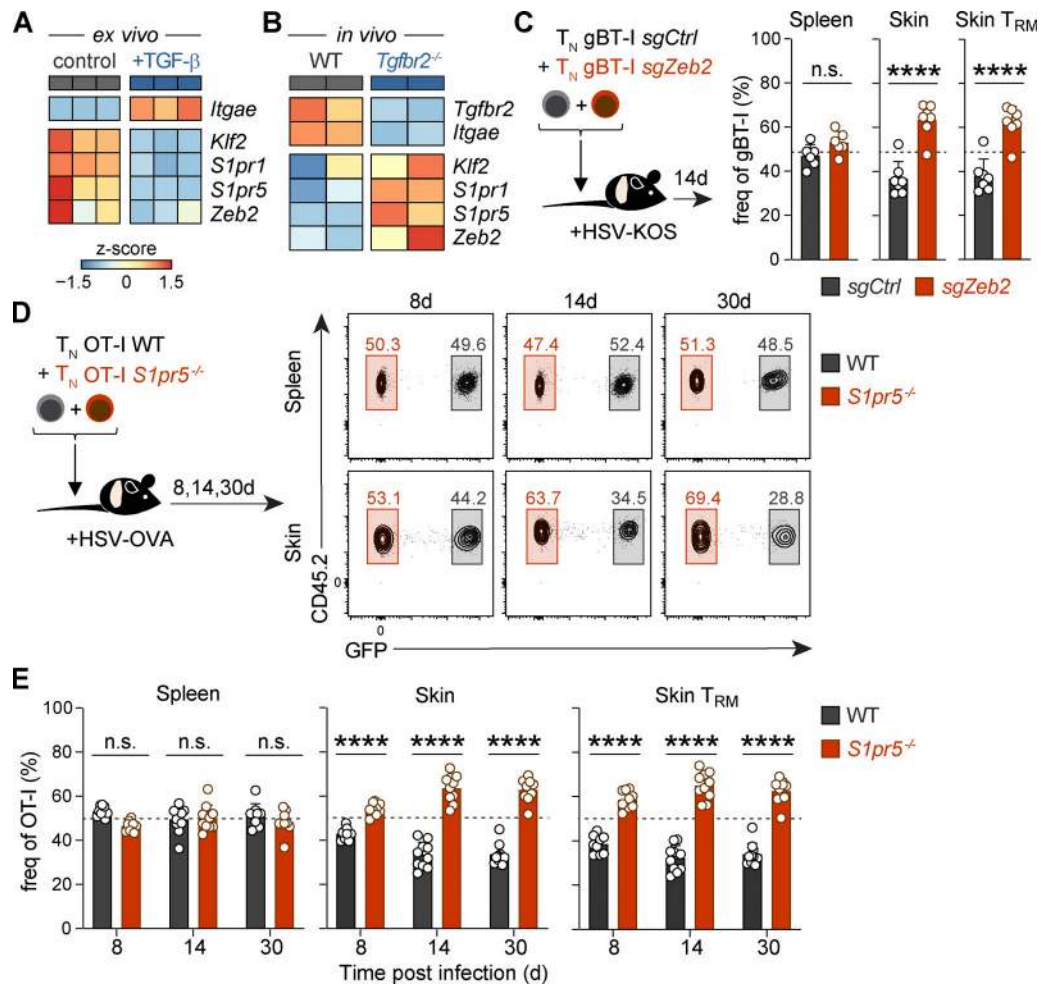 A
ex vivo
control
+TGF-β
Itgae
Klf2
S1pr1
S1pr5
Zeb2
z-score
−1.5 0 1.5
B
in vivo
WT
Tgfbr2-/-
Tgfbr2
Itgae
Klf2
S1pr1
S1pr5
Zeb2
C
TN gBT-I sgCtrl
+ TN gBT-I sgZeb2
+
14d
+HSV-KOS
Spleen Skin Skin TRM
freq of gBT-I (%)
100
80
60
40
20
0
n.s. **** ****
sgCtrl sgZeb2
D
TN OT-I WT
+ TN OT-I S1pr5-/-
+
8,14,30d
+HSV-OVA
8d 14d 30d
Spleen
50.3 49.6 47.4 52.4 51.3 48.5
Skin
53.1 44.2 63.7 34.5 69.4 28.8
CD45.2
0
0
GFP
WT
S1pr5-/-
E
Spleen Skin Skin TRM
freq of OT-I (%)
100
80
60
40
20
0
n.s. n.s. n.s. **** **** **** **** **** ****
8 14 30 8 14 30 8 14 30
Time post infection (d)
WT
S1pr5-/-